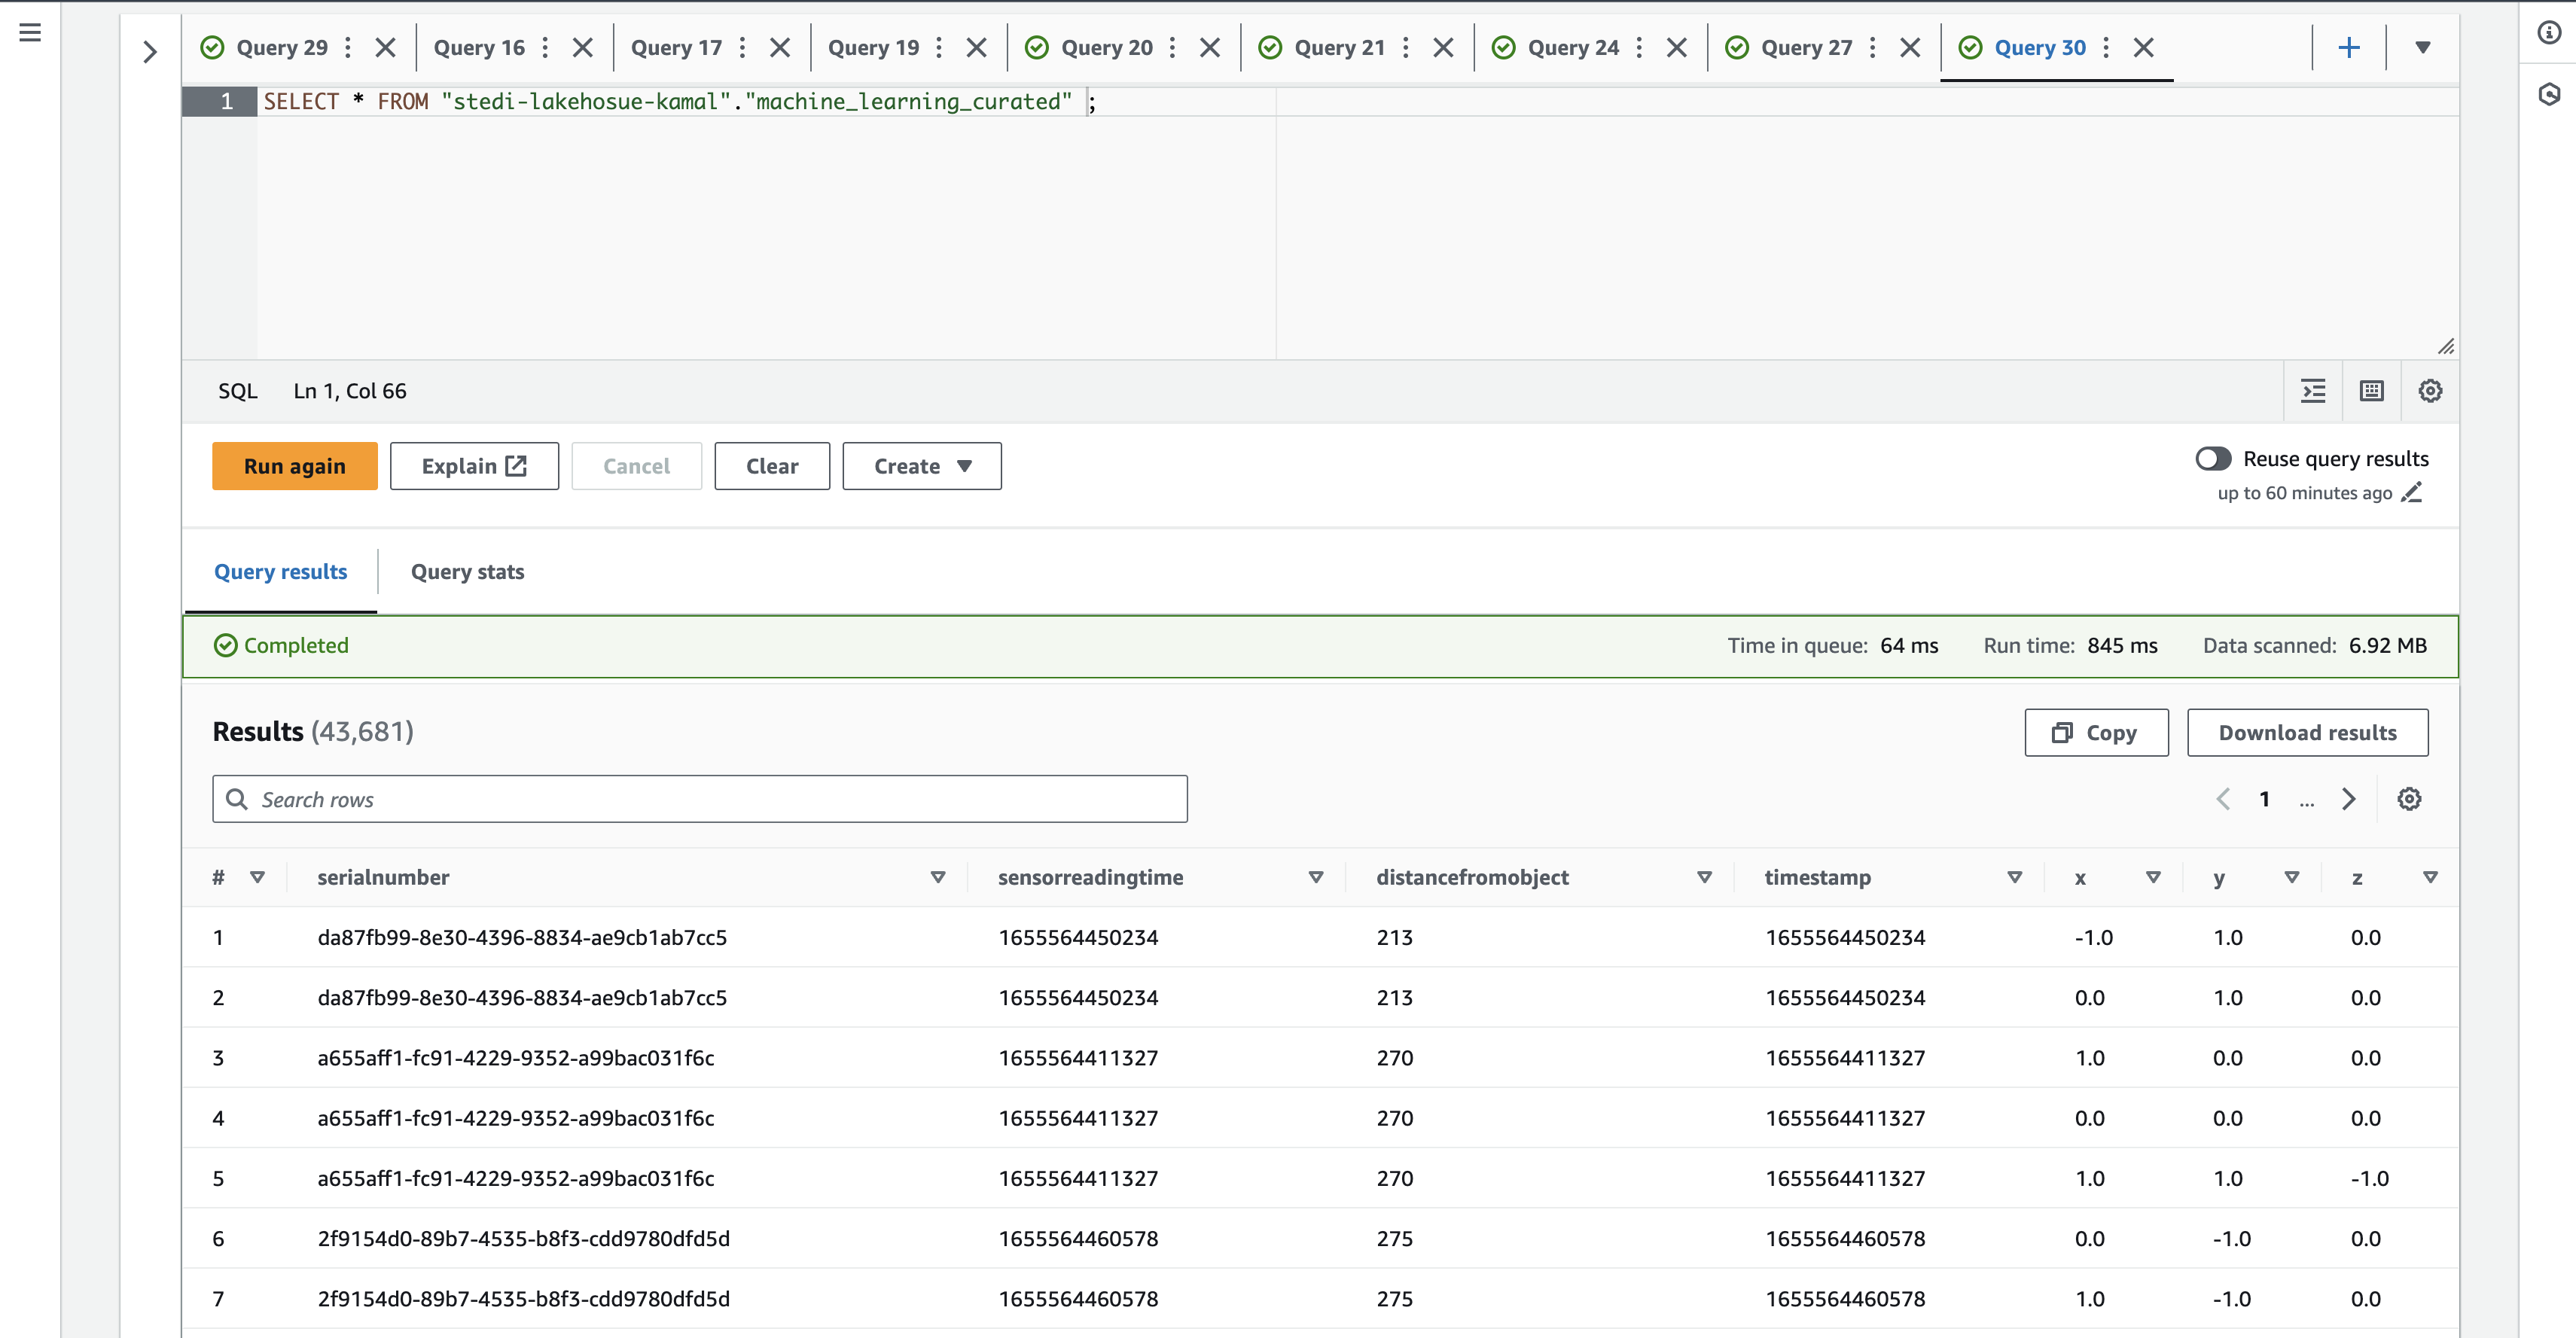 Query 29 Query 16 Query 17 Query 19 Query 20 Query 21 Query 24 Query 27 Query 30
1 SELECT * FROM "stedi-lakehosue-kamal"."machine_learning_curated" ;
SQL Ln 1, Col 66
Run again Explain Cancel Clear Create Reuse query results
up to 60 minutes ago
Query results Query stats
Completed Time in queue: 64 ms Run time: 845 ms Data scanned: 6.92 MB
Results (43,681) Copy Download results
Search rows 1 ...
# serialnumber sensorreadingtime distancefromobject timestamp x y z
1 da87fb99-8e30-4396-8834-ae9cb1ab7cc5 1655564450234 213 1655564450234 -1.0 1.0 0.0
2 da87fb99-8e30-4396-8834-ae9cb1ab7cc5 1655564450234 213 1655564450234 0.0 1.0 0.0
3 a655aff1-fc91-4229-9352-a99bac031f6c 1655564411327 270 1655564411327 1.0 0.0 0.0
4 a655aff1-fc91-4229-9352-a99bac031f6c 1655564411327 270 1655564411327 0.0 0.0 0.0
5 a655aff1-fc91-4229-9352-a99bac031f6c 1655564411327 270 1655564411327 1.0 1.0 -1.0
6 2f9154d0-89b7-4535-b8f3-cdd9780dfd5d 1655564460578 275 1655564460578 0.0 -1.0 0.0
7 2f9154d0-89b7-4535-b8f3-cdd9780dfd5d 1655564460578 275 1655564460578 1.0 -1.0 0.0